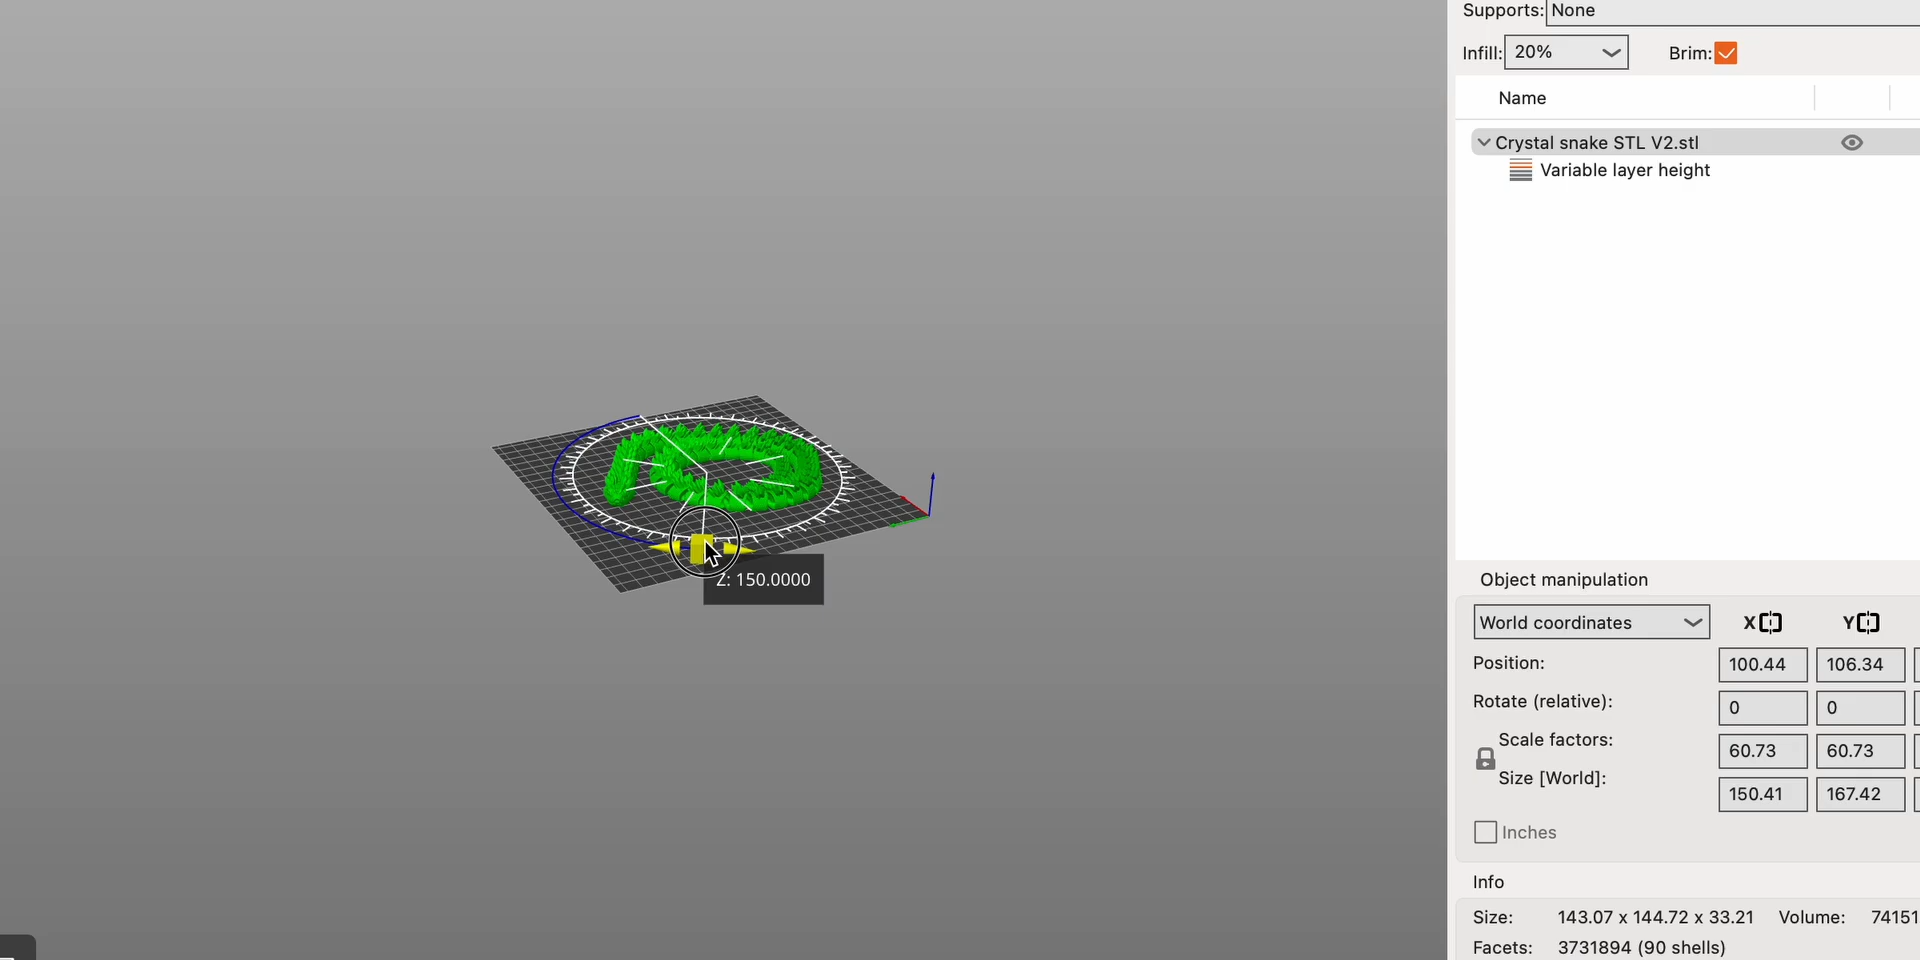 Supports: None
Infill: 20% Brim:
Name
Crystal snake STL V2.stl
Variable layer height
Z: 150.0000
Object manipulation
World coordinates X Y
Position: 100.44 106.34
Rotate (relative): 0 0
Scale factors: 60.73 60.73
Size [World]: 150.41 167.42
Inches
Info
Size: 143.07 x 144.72 x 33.21 Volume: 74151
Facets: 3731894 (90 shells)